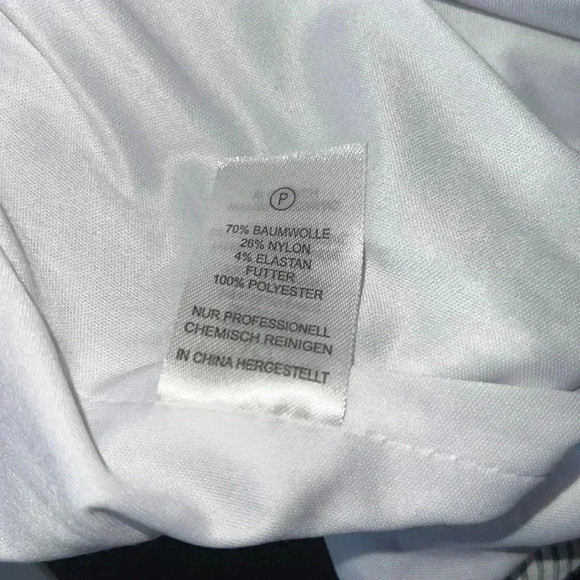 P
70% BAUMWOLLE
26% NYLON
4% ELASTAN
FUTTER
100% POLYESTER
NUR PROFESSIONELL
CHEMISCH REINIGEN
IN CHINA HERGESTELLT